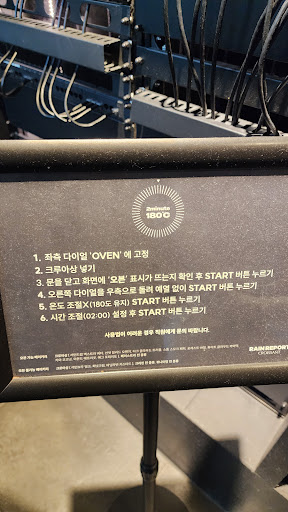 2minute
180°C
1. 좌측 다이얼 'OVEN' 에 고정
2. 크루아상 넣기
3. 문을 닫고 화면에 '오븐' 표시가 뜨는지 확인 후 START 버튼 누르기
4. 오른쪽 다이얼을 우측으로 돌려 예열 없이 START 버튼 누르기
5. 온도 조절X(180도 유지) START 버튼 누르기
6. 시간 조절(02:00) 설정 후 START 버튼 누르기
사용법이 어려운 경우 직원에게 문의 바랍니다.
RAIN REPORT
CROISSANT